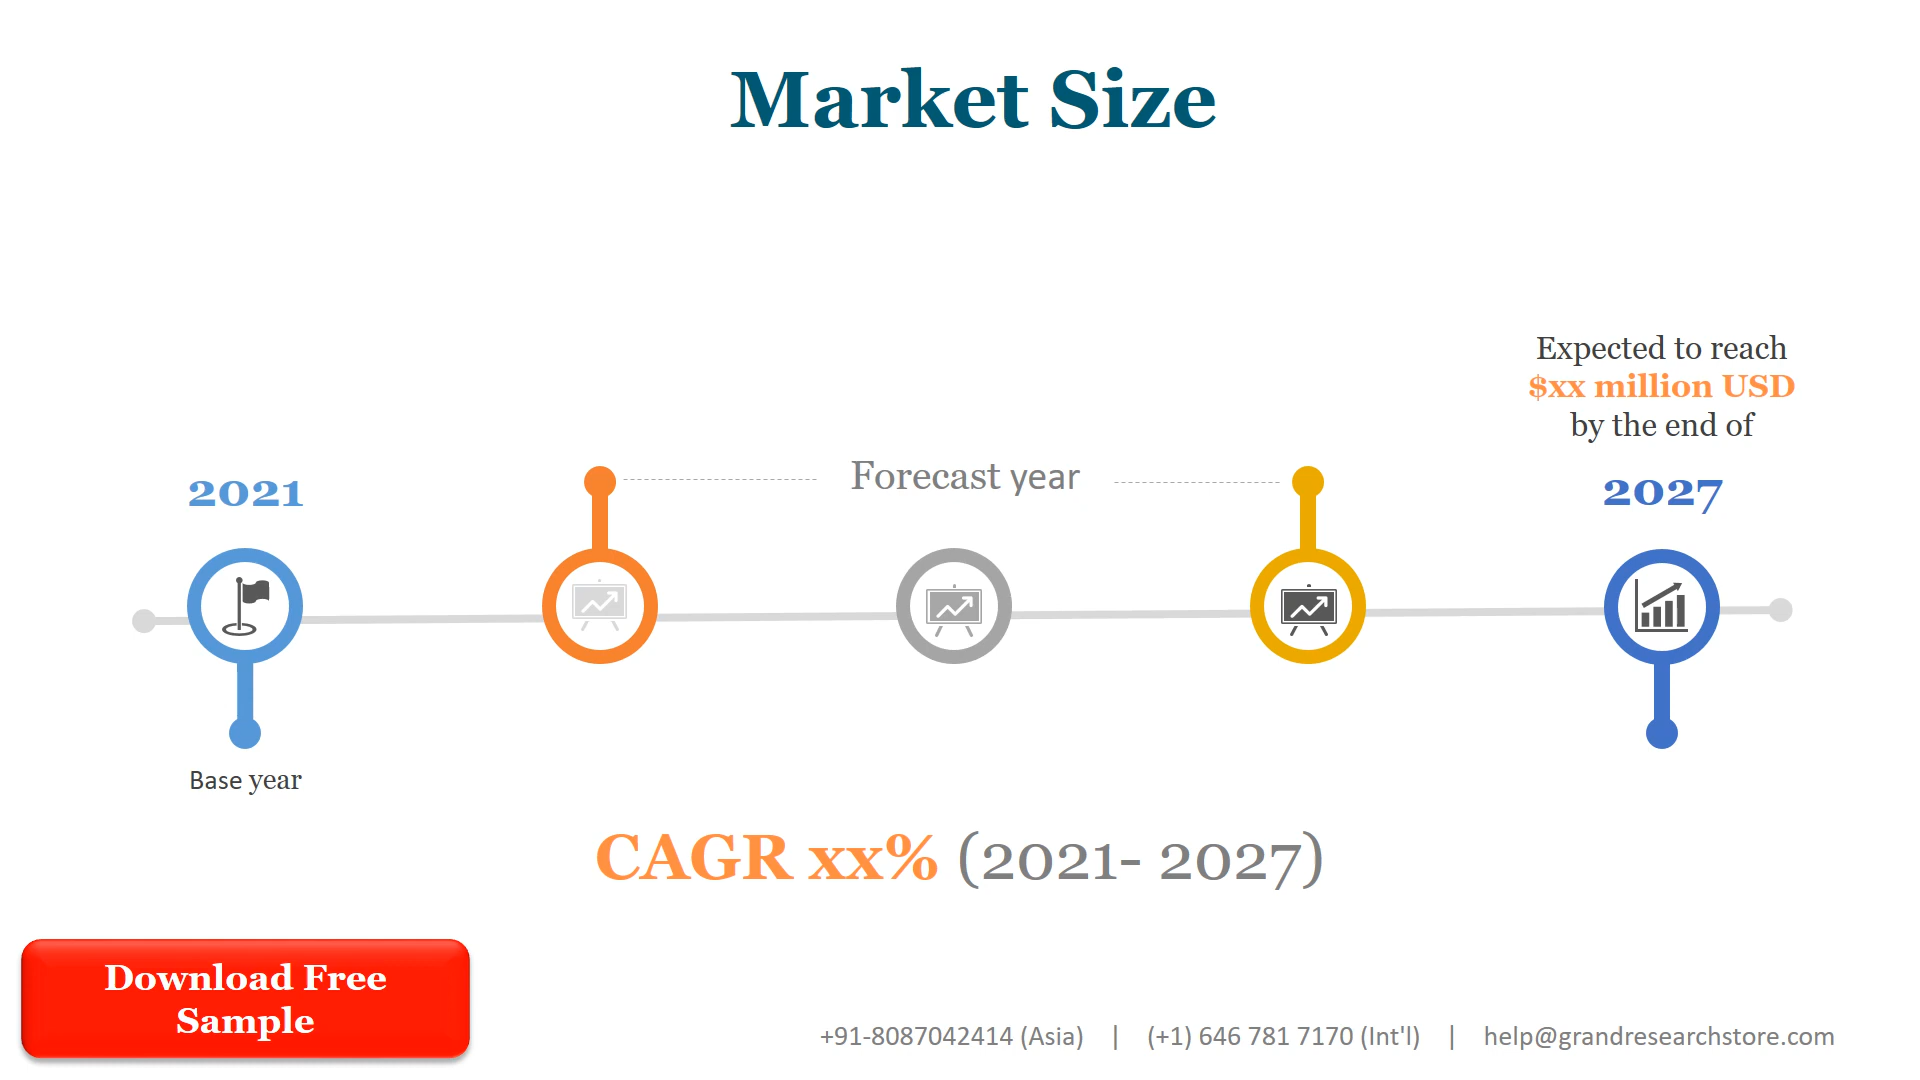 Market Size
Expected to reach
$xx million USD
by the end of
2021
Forecast year
2027
Base year
CAGR xx% (2021- 2027)
Download Free
Sample
+91-8087042414 (Asia) | (+1) 646 781 7170 (Int'l) | help@grandresearchstore.com